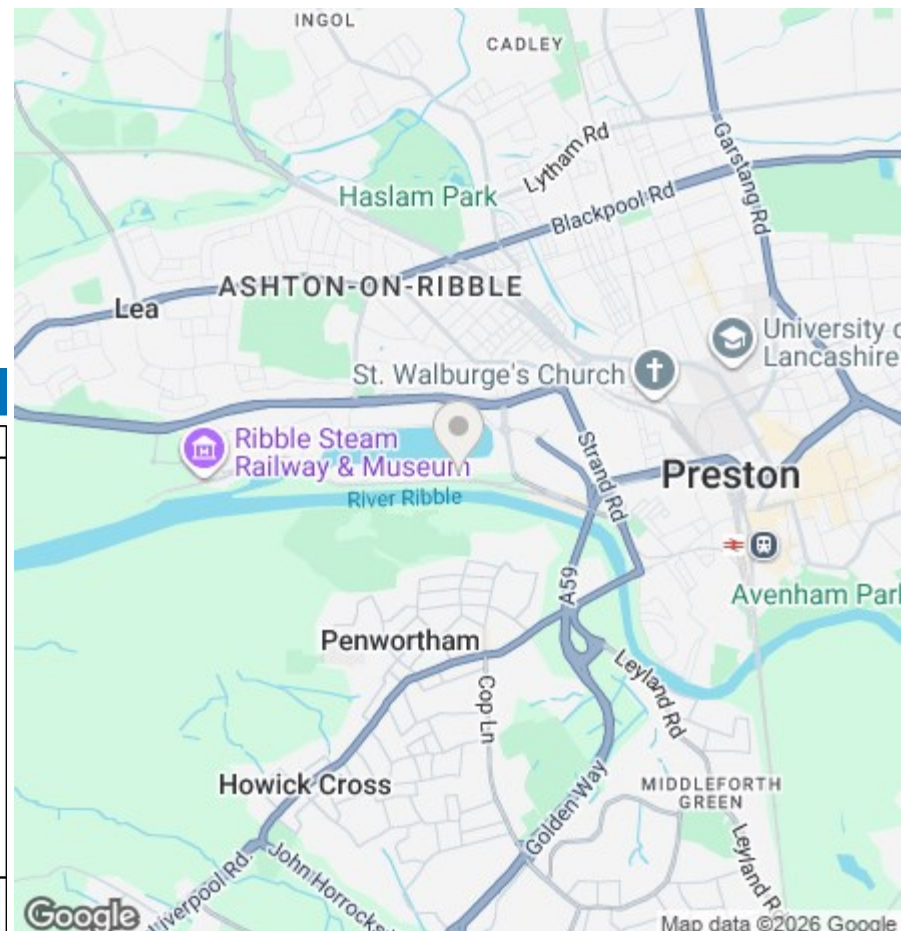 INGOL
CADLEY
Lytham Rd
Garstang Rd
Haslam Park
Blackpool Rd
ASHTON-ON-RIBBLE
Lea
University o
Lancashire
St. Walburge's Church
Ribble Steam
Railway & Museum
Strand Rd
Preston
River Ribble
A59
Avenham Park
Penwortham
Leyland Rd
Cop Ln
Howick Cross
MIDDLEFORTH
GREEN
Golden Way
Leyland Rd
Liverpool Rd
John Horrocks
Google
Map data ©2026 Google